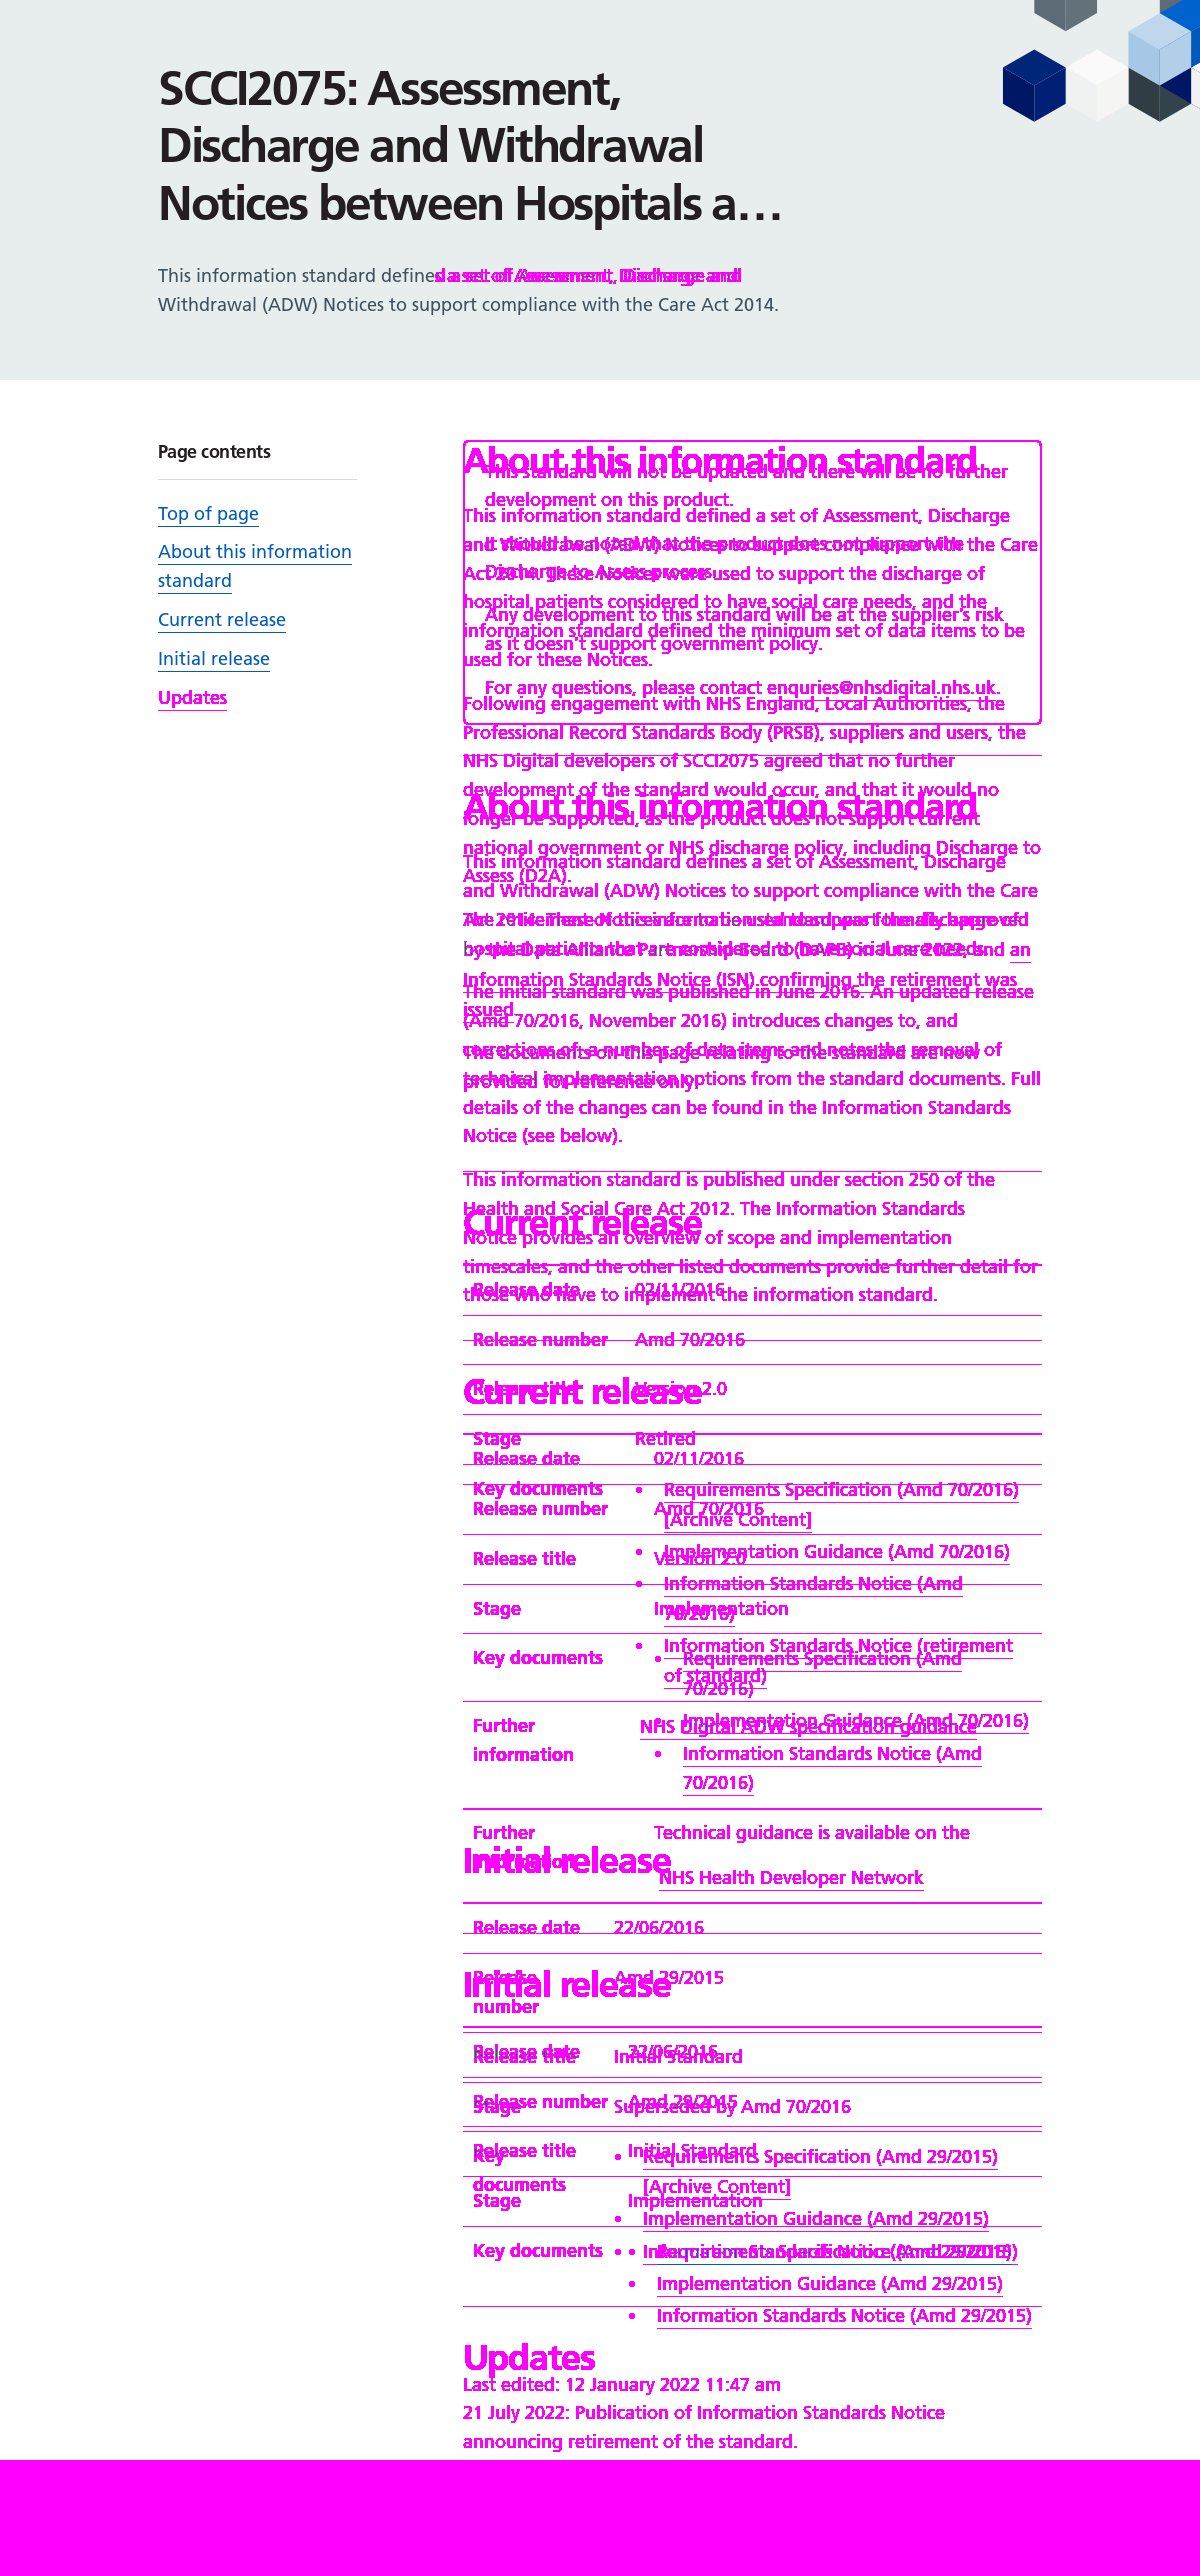 SCCI2075: Assessment,
Discharge and Withdrawal
Notices between Hospitals a…
This information standard defined a set of Assessment, Discharge and
Withdrawal (ADW) Notices to support compliance with the Care Act 2014.
Page contents
Top of page
About this information
standard
Current release
Initial release
Updates
About this information standard
This standard will not be updated and there will be no further
development on this product.
This information standard defined a set of Assessment, Discharge
and Withdrawal (ADW) Notices to support compliance with the Care
It should be noted that the product does not support the
Discharge to Assess process.
Act 2014. These Notices were used to support the discharge of
hospital patients considered to have social care needs, and the
Any development to this standard will be at the supplier's risk
information standard defined the minimum set of data items to be
as it doesn't support government policy.
used for these Notices.
For any questions, please contact enquries@nhsdigital.nhs.uk.
Following engagement with NHS England, Local Authorities, the
Professional Record Standards Body (PRSB), suppliers and users, the
NHS Digital developers of SCCI2075 agreed that no further
development of the standard would occur, and that it would no
About this information standard
longer be supported, as the product does not support current
national government or NHS discharge policy, including Discharge to
This information standard defines a set of Assessment, Discharge
Assess (D2A).
and Withdrawal (ADW) Notices to support compliance with the Care
Act 2014. These Notices are to be used to support the discharge of
The retirement of this information standard was formally approved
hospital patients that are considered to have social care needs.
by the Data Alliance Partnership Board (DAPB) in June 2022, and an
Information Standards Notice (ISN) confirming the retirement was
The initial standard was published in June 2016. An updated release
issued.
(Amd 70/2016, November 2016) introduces changes to, and
corrections of, a number of data items and notes the removal of
The documents on this page relating to the standard are now
technical implementation options from the standard documents. Full
provided for reference only.
details of the changes can be found in the Information Standards
Notice (see below).
This information standard is published under section 250 of the
Health and Social Care Act 2012. The Information Standards
Current release
Notice provides an overview of scope and implementation
timescales, and the other listed documents provide further detail for
Release date 02/11/2016
those who have to implement the information standard.
Release number Amd 70/2016
Release title Version 2.0
Current release
Stage Retired
Release date 02/11/2016
Key documents • Requirements Specification (Amd 70/2016)
[Archive Content]
Release number Amd 70/2016
• Implementation Guidance (Amd 70/2016)
Release title Version 2.0
• Information Standards Notice (Amd
70/2016)
Stage Implementation
• Information Standards Notice (retirement
of standard)
Key documents • Requirements Specification (Amd
70/2016)
• Implementation Guidance (Amd 70/2016)
Further NHS Digital ADW specification guidance
information
• Information Standards Notice (Amd
70/2016)
Further Technical guidance is available on the
information
NHS Health Developer Network
Initial release
Release date 22/06/2016
Release Amd 29/2015
number
Initial release
Release date 22/06/2016
Release title Initial Standard
Release number Amd 29/2015
Stage Superseded by Amd 70/2016
Release title Initial Standard
Key • Requirements Specification (Amd 29/2015)
documents [Archive Content]
Stage Implementation
• Implementation Guidance (Amd 29/2015)
• Information Standards Notice (Amd 29/2015)
Key documents • Requirements Specification (Amd 29/2015)
• Implementation Guidance (Amd 29/2015)
• Information Standards Notice (Amd 29/2015)
Updates
Last edited: 12 January 2022 11:47 am
21 July 2022: Publication of Information Standards Notice
announcing retirement of the standard.